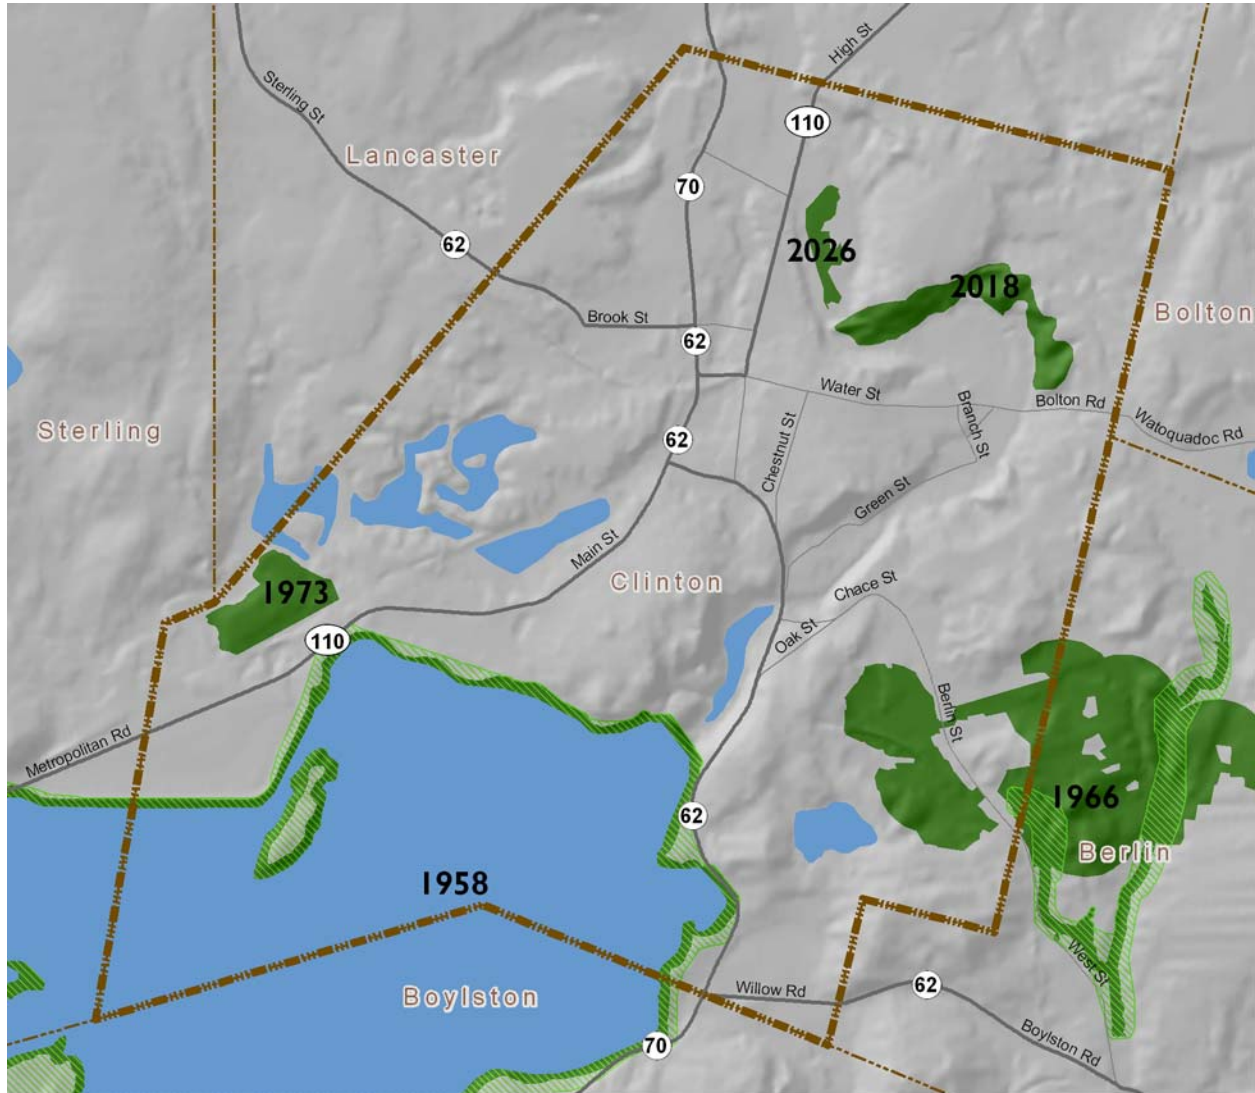 High St
Sterling St
110
Lancaster
70
62
2026
2018
Bolton
Brook St
62
Water St
Bolton Rd
Branch St
Watoquadoc Rd
Sterling
62
Chestnut St
Green St
Main St
Clinton
Chace St
1973
Oak St
110
Berlin St
Metropolitan Rd
1966
62
Berlin
1958
West St
Boylston
Willow Rd
62
Boylston Rd
70